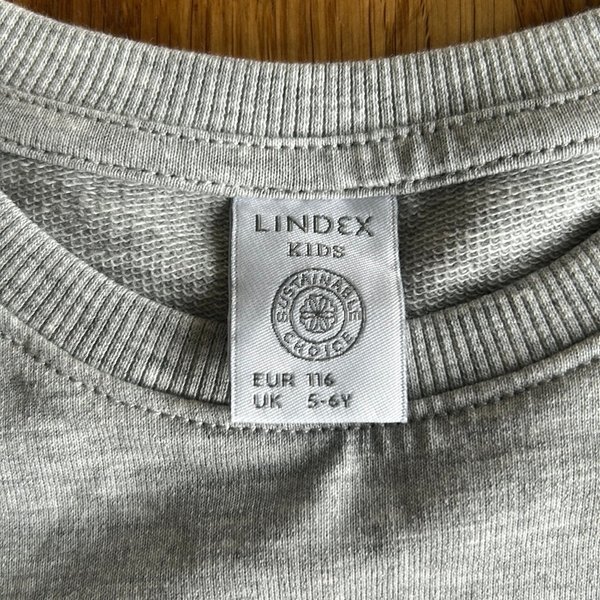 LINDEX
KIDS
SUSTAINABLE
CHOICE
EUR 116
UK 5-6Y